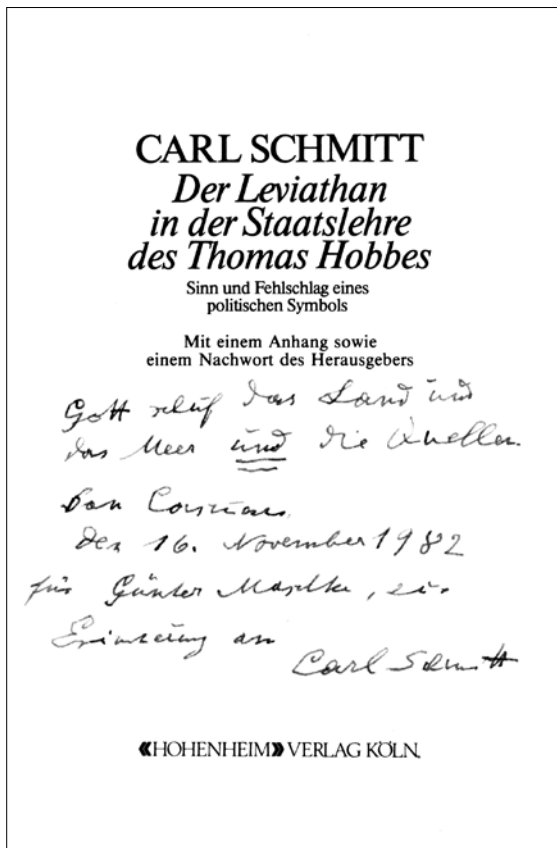 CARL SCHMITT
Der Leviathan
in der Staatslehre
des Thomas Hobbes
Sinn und Fehlschlag eines
politischen Symbols
Mit einem Anhang sowie
einem Nachwort des Herausgebers
Gott schuf das Land und
das Meer und die Quellen.
den 16. November 1982
für Günter Maschke, zur
Erinnerung an
Carl Schmitt
«HOHENHEIM» VERLAG KÖLN.